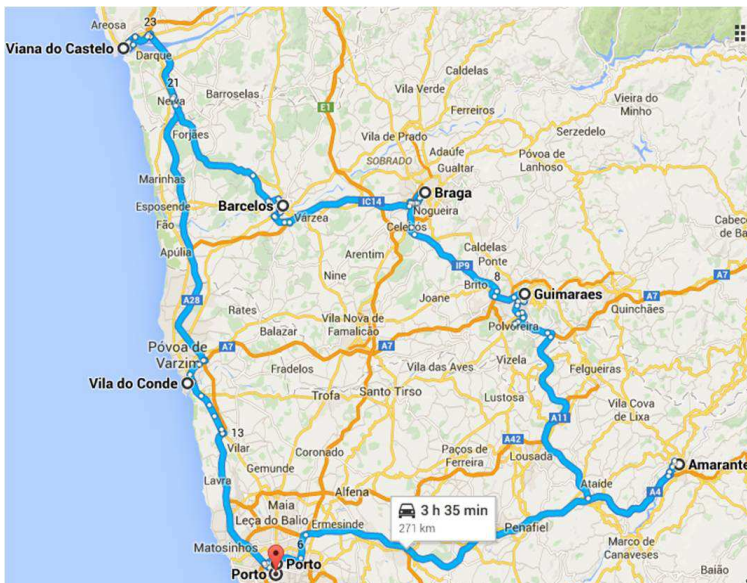 Areosa
23
Viana do Castelo
Darque
21
Neiva
Barroselas
Caldelas
Vila Verde
Ferreiros
Vieira do
Minho
E1
Forjães
Vila de Prado
Adaúfe
Serzedelo
SOBRADO
Gualtar
Póvoa de
Lanhoso
Marinhas
Braga
Esposende
Barcelos
IC14
Nogueira
Fão
Várzea
Celeirós
Cabeceiras
de Ba
Apúlia
Arentim
Caldelas
IP9
Ponte
Nine
8
A7
Brito
Guimaraes
A28
Joane
A7
Rates
Quinchães
Vila Nova de
Famalicão
Polvoreira
Balazar
Póvoa de
Varzim
A7
A7
Vizela
Fradelos
Vila das Aves
Felgueiras
Vila do Conde
Santo Tirso
Trofa
Lustosa
Vila Cova
de Lixa
A11
13
Vilar
A42
Coronado
Paços de
Ferreira
Lousada
Amarante
Gemunde
Lavra
Ataíde
A4
Maia
Alfena
3 h 35 min
271 km
Leça do Balio
Ermesinde
Penafiel
6
Matosinhos
Marco de
Canaveses
Porto
Porto
Baião